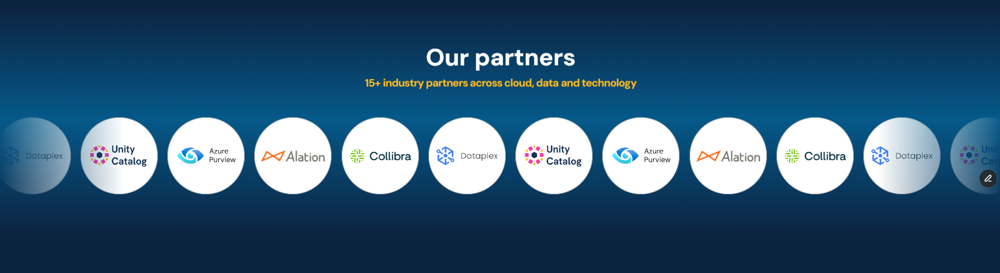 Our partners
15+ industry partners across cloud, data and technology
Dataplex
Unity
Catalog
Azure
Purview
Alation
Collibra
Dataplex
Unity
Catalog
Azure
Purview
Alation
Collibra
Dataplex